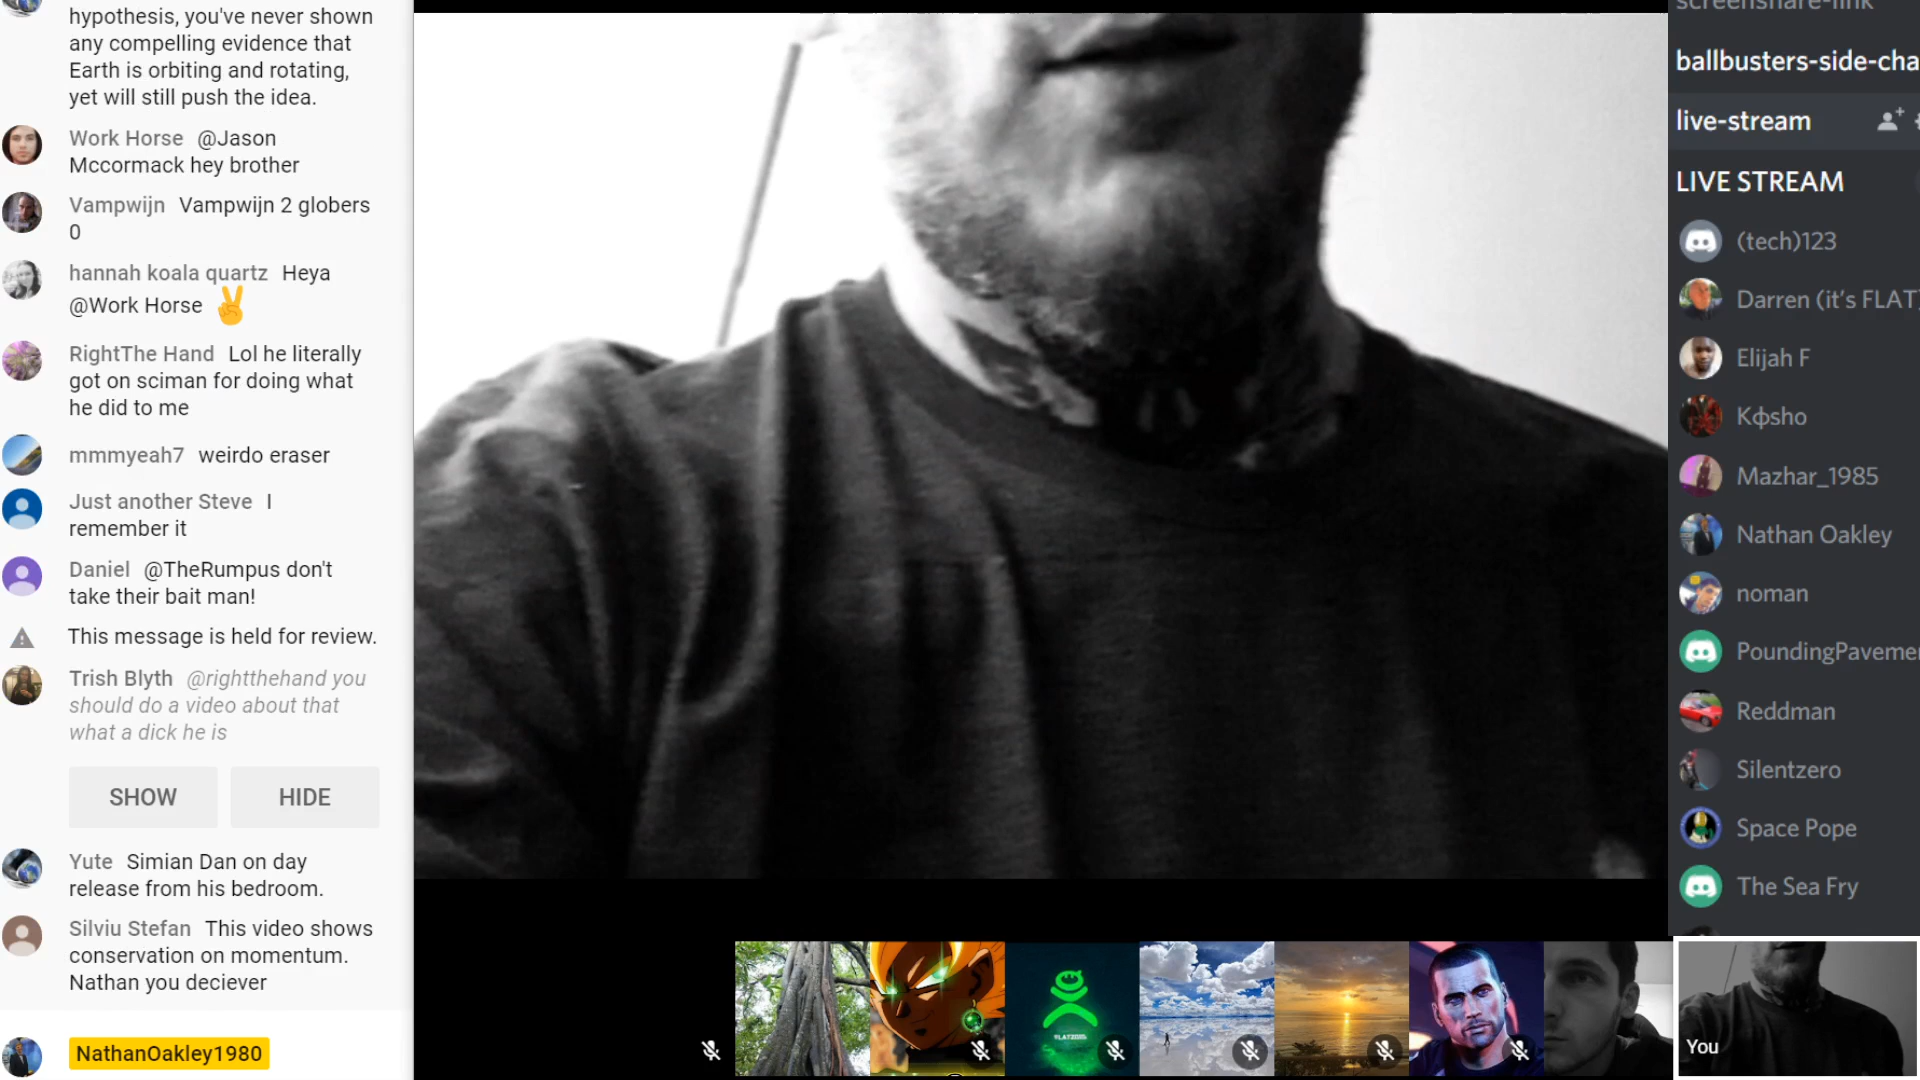 hypothesis, you've never shown
any compelling evidence that
Earth is orbiting and rotating,
yet will still push the idea.
Work Horse @Jason
Mccormack hey brother
Vampwijn Vampwijn 2 globers
0
hannah koala quartz Heya
@Work Horse
RightThe Hand Lol he literally
got on sciman for doing what
he did to me
mmmyeah7 weirdo eraser
Just another Steve I
remember it
Daniel @TheRumpus don't
take their bait man!
This message is held for review.
Trish Blyth @rightthehand you
should do a video about that
what a dick he is
SHOW HIDE
Yute Simian Dan on day
release from his bedroom.
Silviu Stefan This video shows
conservation on momentum.
Nathan you deciever
NathanOakley1980
FLATZOID
You
screenshare-link
ballbusters-side-cha
live-stream
LIVE STREAM
(tech)123
Darren (it's FLAT
Elijah F
Kфsho
Mazhar_1985
Nathan Oakley
noman
PoundingPaveme
Reddman
Silentzero
Space Pope
The Sea Fry